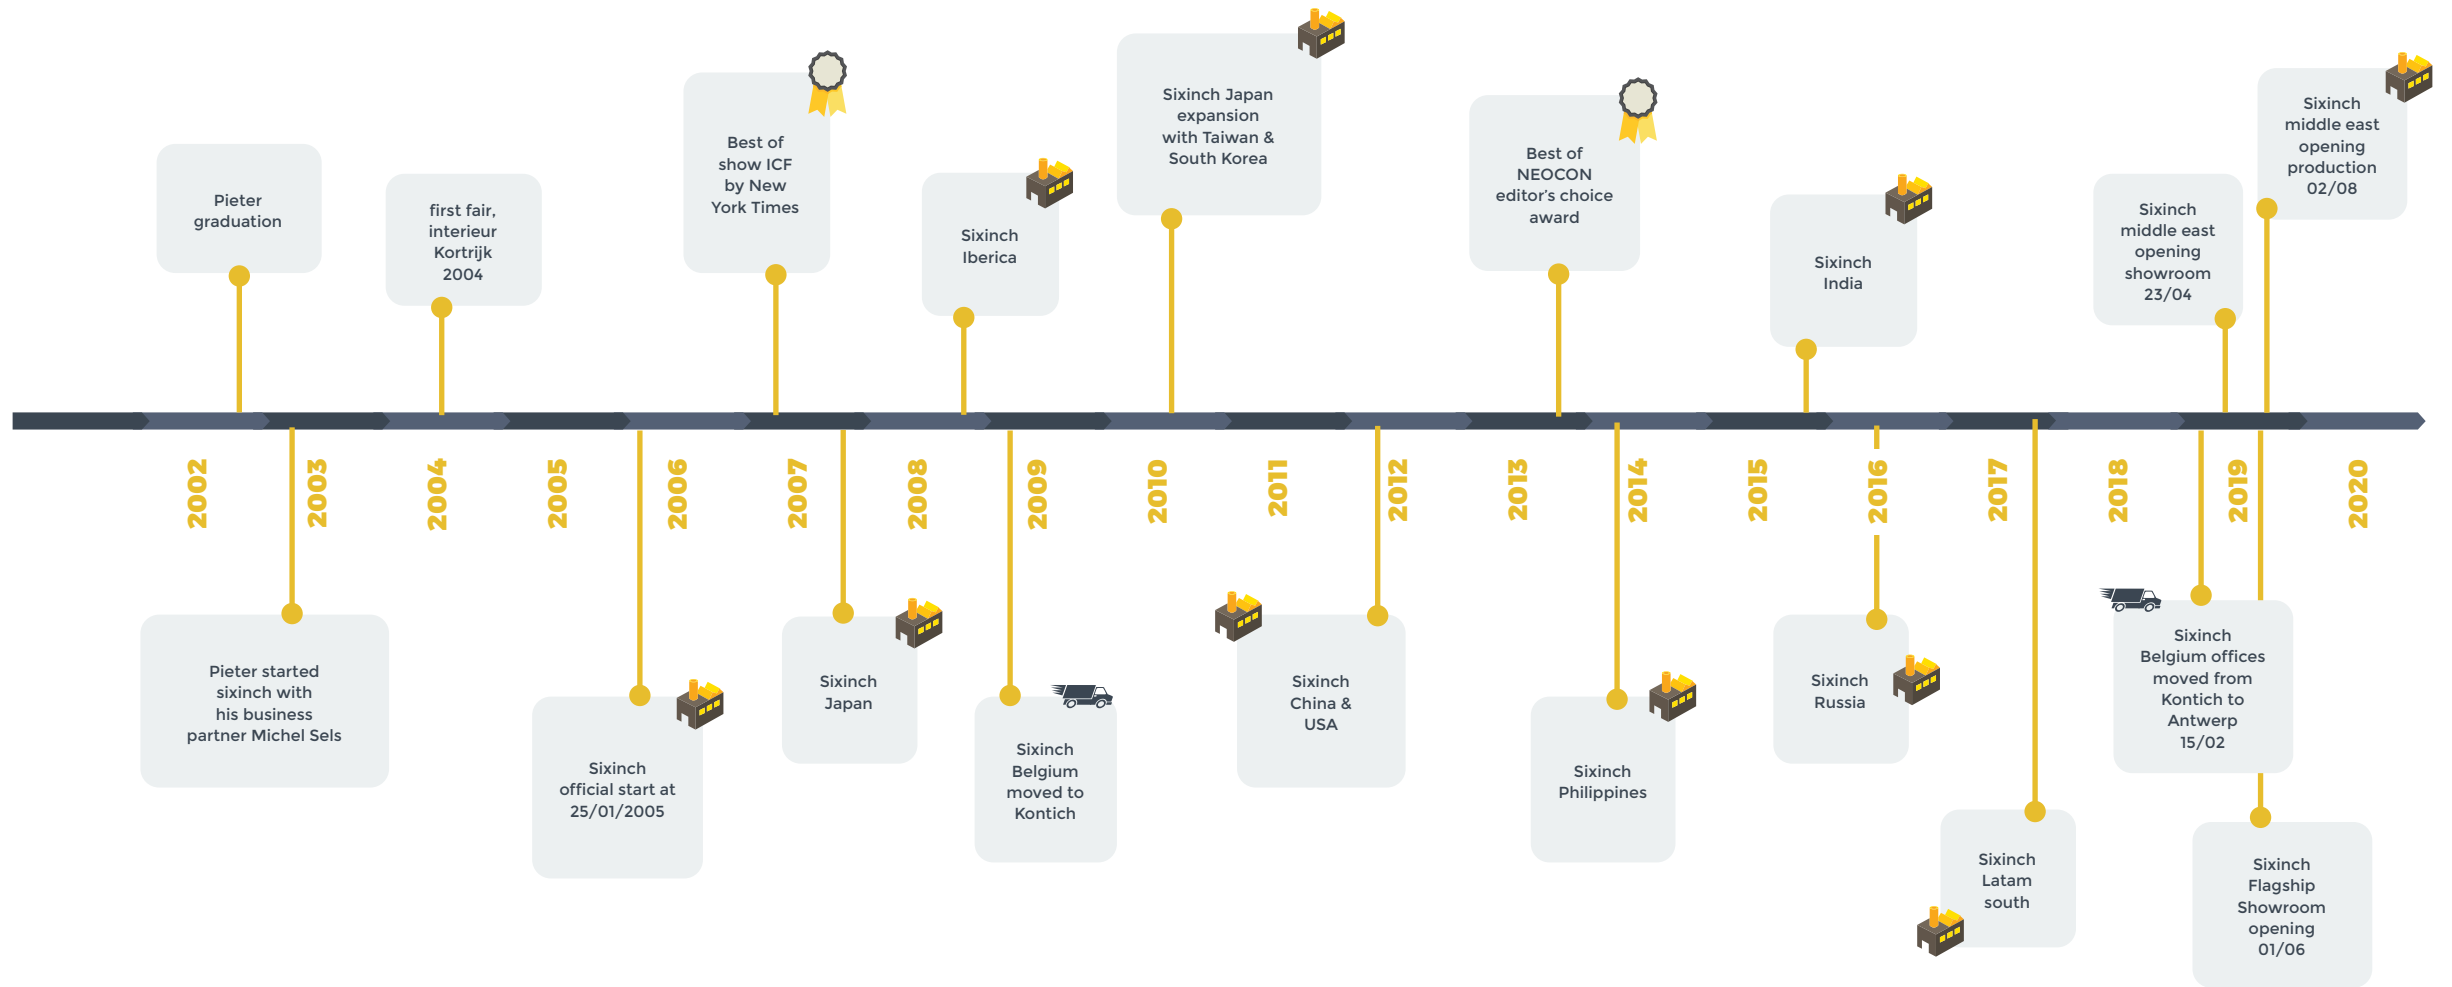 Pieter
graduation
first fair,
interieur
Kortrijk
2004
Best of
show ICF
by New
York Times
Sixinch
Iberica
Sixinch Japan
expansion
with Taiwan &
South Korea
Best of
NEOCON
editor's choice
award
Sixinch
India
Sixinch
middle east
opening
showroom
23/04
Sixinch
middle east
opening
production
02/08
2002
2003
2004
2005
2006
2007
2008
2009
2010
2011
2012
2013
2014
2015
2016
2017
2018
2019
2020
Pieter started
sixinch with
his business
partner Michel Sels
Sixinch
official start at
25/01/2005
Sixinch
Japan
Sixinch
Belgium
moved to
Kontich
Sixinch
China &
USA
Sixinch
Philippines
Sixinch
Russia
Sixinch
Latam
south
Sixinch
Belgium offices
moved from
Kontich to
Antwerp
15/02
Sixinch
Flagship
Showroom
opening
01/06